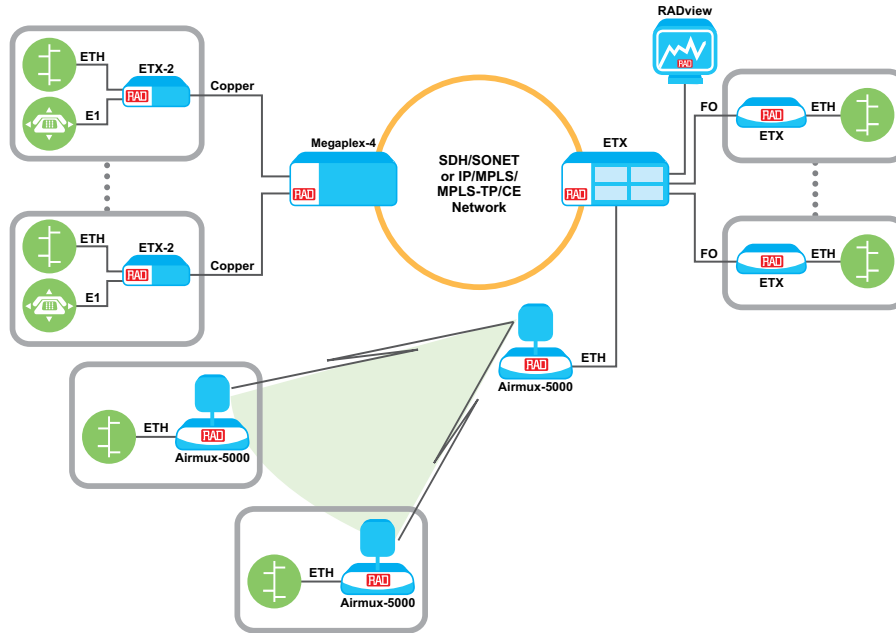 RADview
RAD
ETH
ETX-2
RAD
E1
Copper
Megaplex-4
RAD
SDH/SONET
or IP/MPLS/
MPLS-TP/CE
Network
ETX
RAD
FO
RAD
ETX
ETH
ETH
ETX-2
RAD
E1
Copper
FO
RAD
ETX
ETH
RAD
Airmux-5000
ETH
ETH
RAD
Airmux-5000
ETH
RAD
Airmux-5000